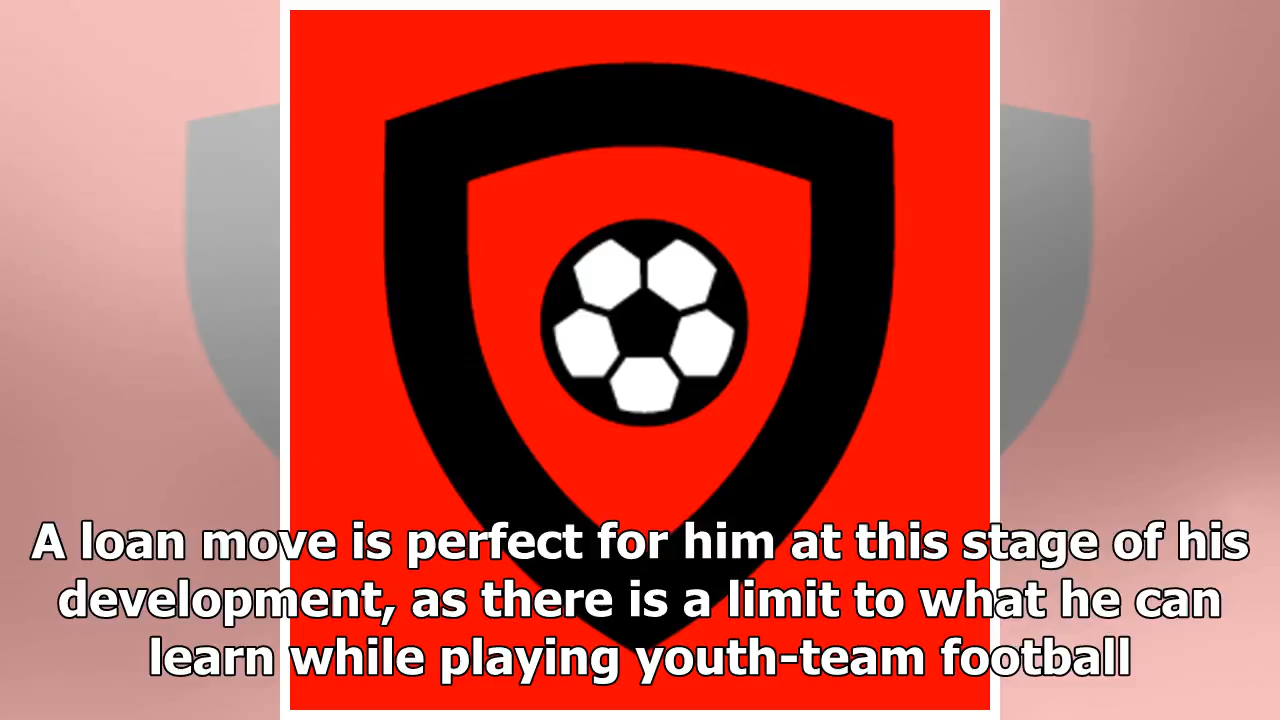 A loan move is perfect for him at this stage of his
development, as there is a limit to what he can
learn while playing youth-team football